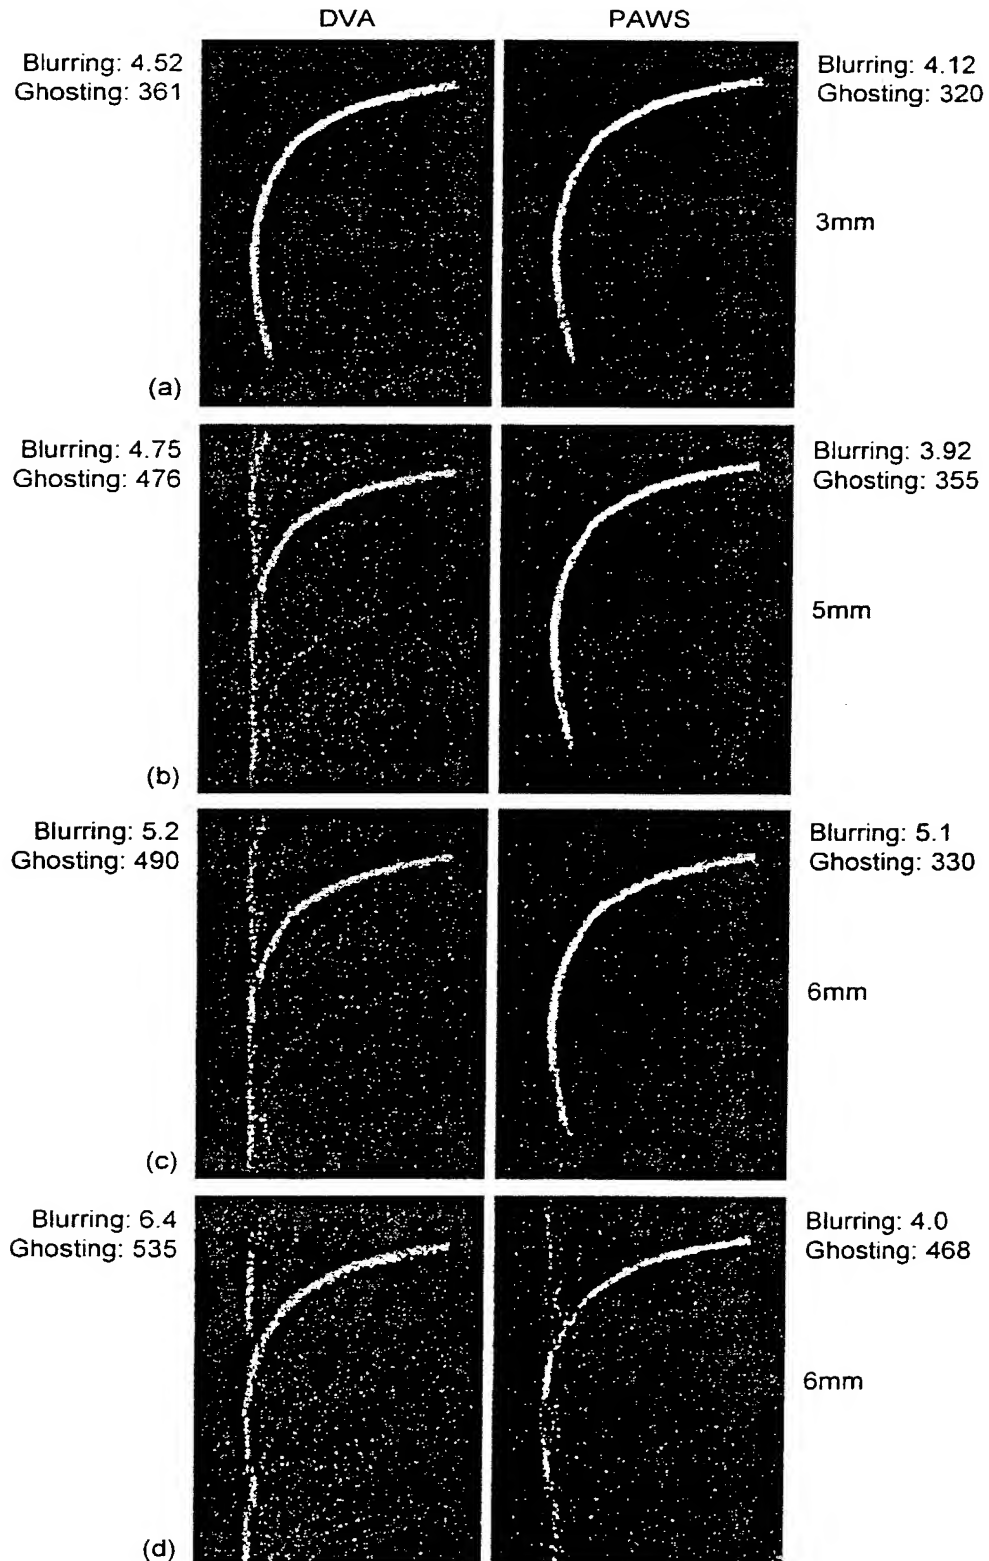 DVA PAWS
Blurring: 4.52
Ghosting: 361
Blurring: 4.12
Ghosting: 320
3mm
(a)
Blurring: 4.75
Ghosting: 476
Blurring: 3.92
Ghosting: 355
5mm
(b)
Blurring: 5.2
Ghosting: 490
Blurring: 5.1
Ghosting: 330
6mm
(c)
Blurring: 6.4
Ghosting: 535
Blurring: 4.0
Ghosting: 468
6mm
(d)